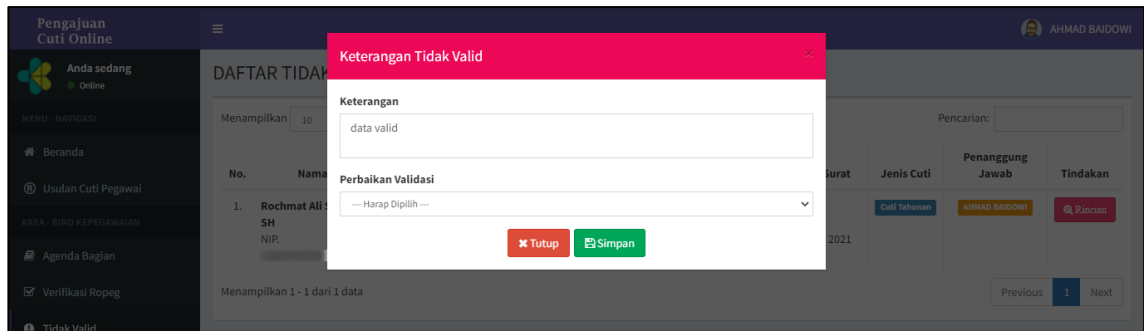 Pengajuan
Cuti Online
AHMAD BAIDOWI
Anda sedang
Online
MENU - NAVIGASI
Beranda
Usulan Cuti Pegawai
AREA - BIRO KEPEGAWAIAN
Agenda Bagian
Verifikasi Ropeg
Tidak Valid
DAFTAR TIDAK
Menampilkan 10
Pencarian:
No. Nama Surat Jenis Cuti Penanggung Jawab Tindakan
1. Rochmat Ali Cuti Tahunan AHMAD BAIDOWI Rincian
SH
NIP. 2021
Menampilkan 1 - 1 dari 1 data
Previous 1 Next
Keterangan Tidak Valid ×
Keterangan
data valid
Perbaikan Validasi
--- Harap Dipilih ---
Tutup Simpan